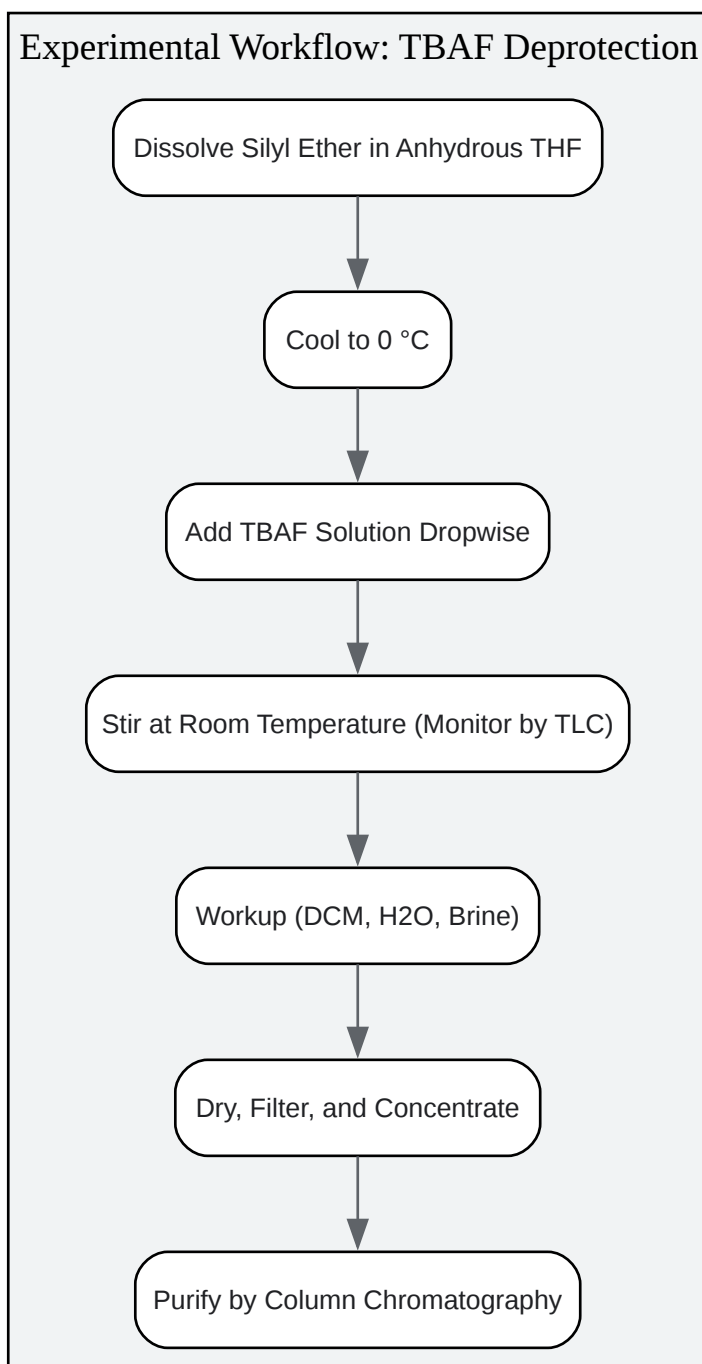 Experimental Workflow: TBAF Deprotection
Dissolve Silyl Ether in Anhydrous THF
Cool to 0 °C
Add TBAF Solution Dropwise
Stir at Room Temperature (Monitor by TLC)
Workup (DCM, H2O, Brine)
Dry, Filter, and Concentrate
Purify by Column Chromatography